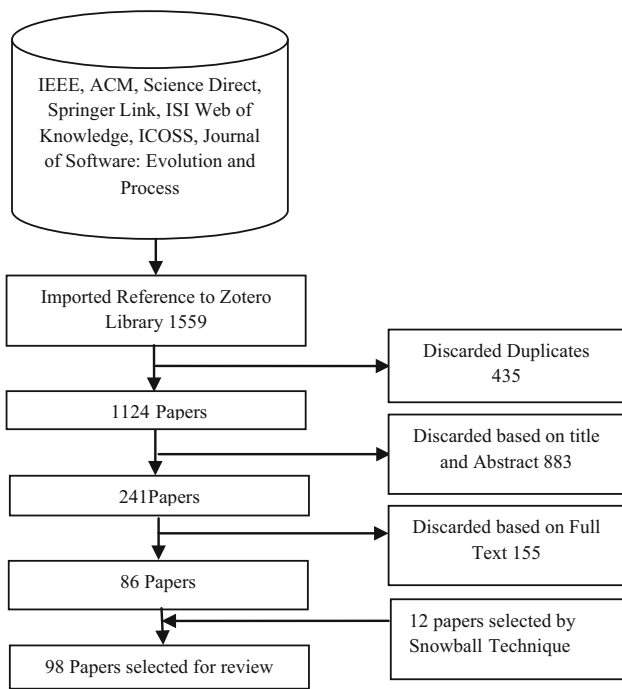 IEEE, ACM, Science Direct,
Springer Link, ISI Web of
Knowledge, ICOSS, Journal
of Software: Evolution and
Process
Imported Reference to Zotero
Library 1559
Discarded Duplicates
435
1124 Papers
Discarded based on title
and Abstract 883
241Papers
Discarded based on Full
Text 155
86 Papers
12 papers selected by
Snowball Technique
98 Papers selected for review